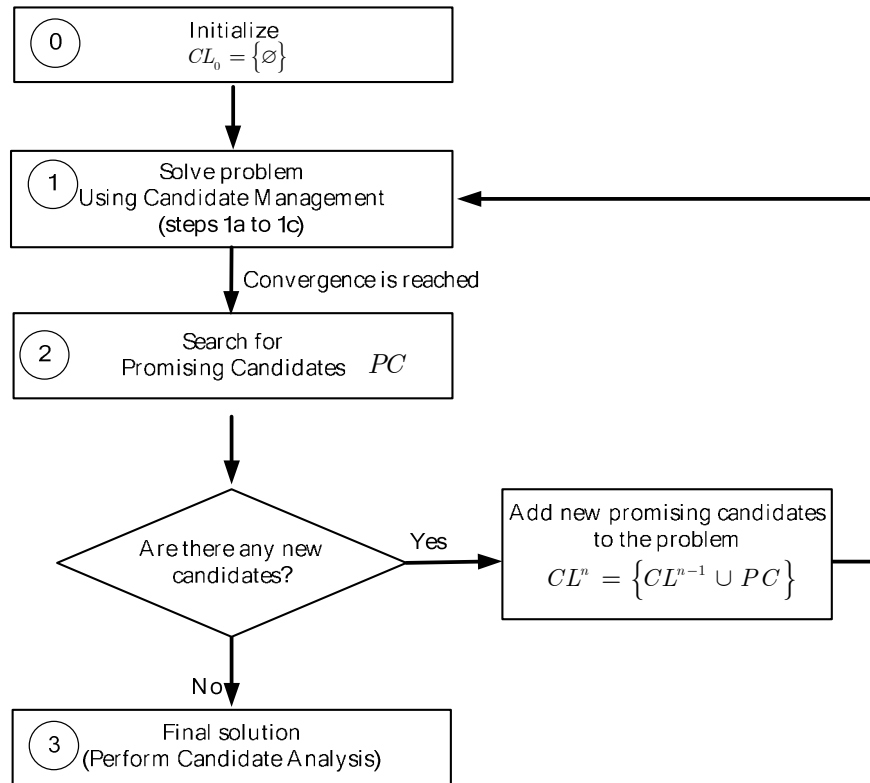 0
Initialize
CL₀ = {∅}
1
Solve problem
Using Candidate Management
(steps 1a to 1c)
Convergence is reached
2
Search for
Promising Candidates PC
Are there any new
candidates?
Yes
Add new promising candidates
to the problem
CLⁿ = {CLⁿ⁻¹ ∪ PC}
No
3
Final solution
(Perform Candidate Analysis)